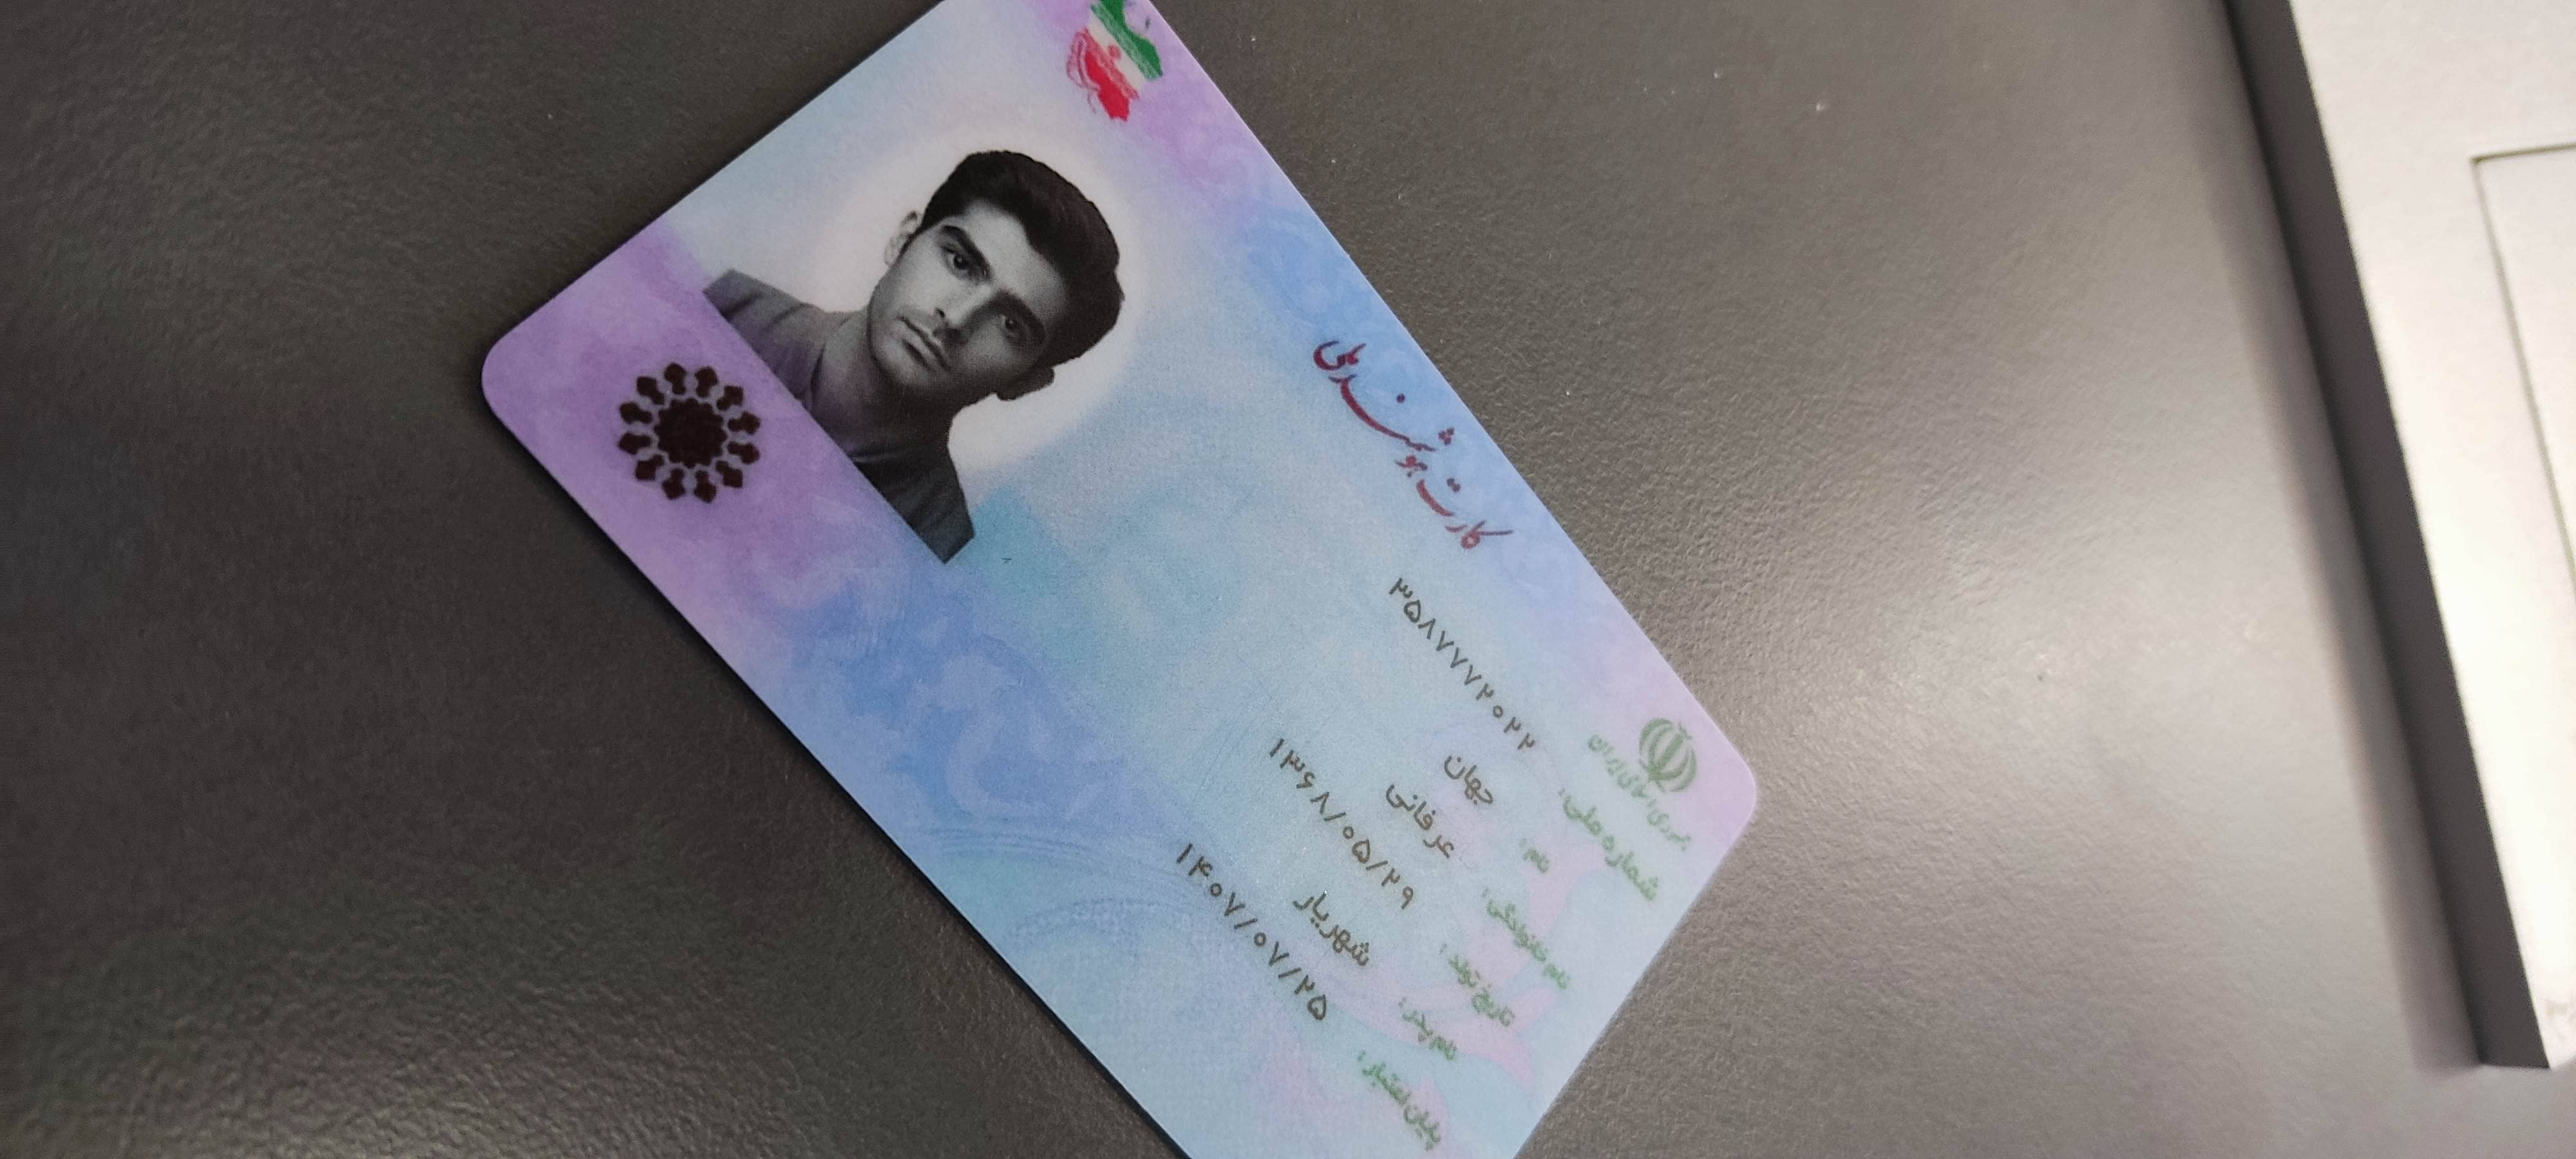 جمهوری اسلامی ایران
کارت هوشمند ملی
شماره ملی: ۳۵۸۷۷۷۲۰۲۲
نام: جهان
نام خانوادگی: عرفانی
تاریخ تولد: ۱۳۶۸/۰۵/۲۹
نام پدر: شهریار
پایان اعتبار: ۱۴۰۷/۰۷/۲۵